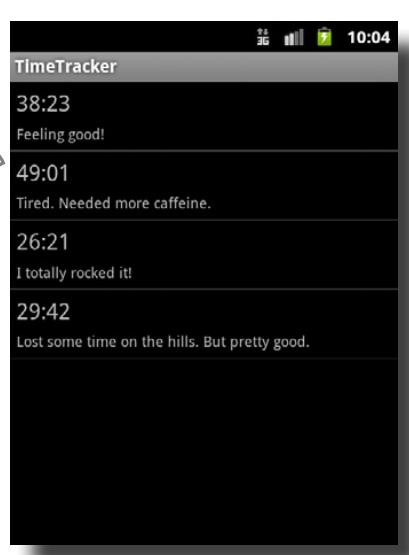 3G 10:04
TimeTracker
38:23
Feeling good!
49:01
Tired. Needed more caffeine.
26:21
I totally rocked it!
29:42
Lost some time on the hills. But pretty good.